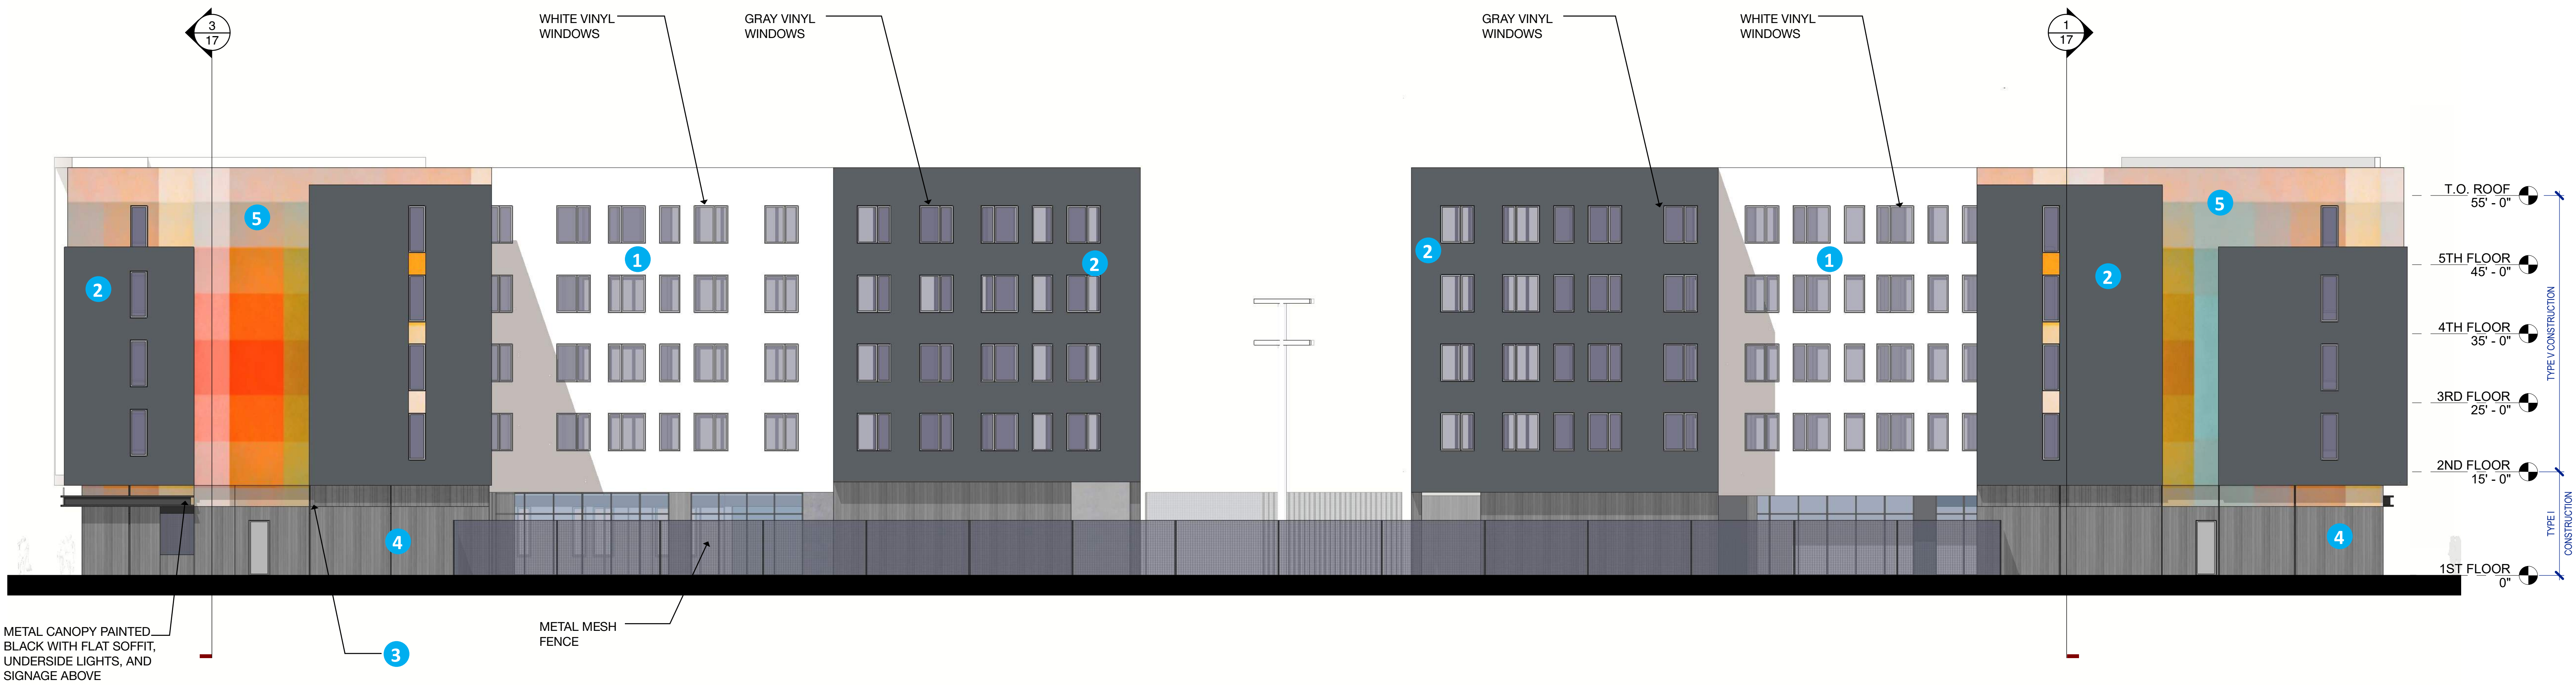 3
17
WHITE VINYL
WINDOWS
GRAY VINYL
WINDOWS
GRAY VINYL
WINDOWS
WHITE VINYL
WINDOWS
1
17
5
1
2
2
2
1
2
5
T.O. ROOF
55' - 0"
5TH FLOOR
45' - 0"
4TH FLOOR
35' - 0"
3RD FLOOR
25' - 0"
2ND FLOOR
15' - 0"
1ST FLOOR
0"
TYPE V CONSTRUCTION
TYPE I
CONSTRUCTION
4
4
METAL CANOPY PAINTED
BLACK WITH FLAT SOFFIT,
UNDERSIDE LIGHTS, AND
SIGNAGE ABOVE
3
METAL MESH
FENCE